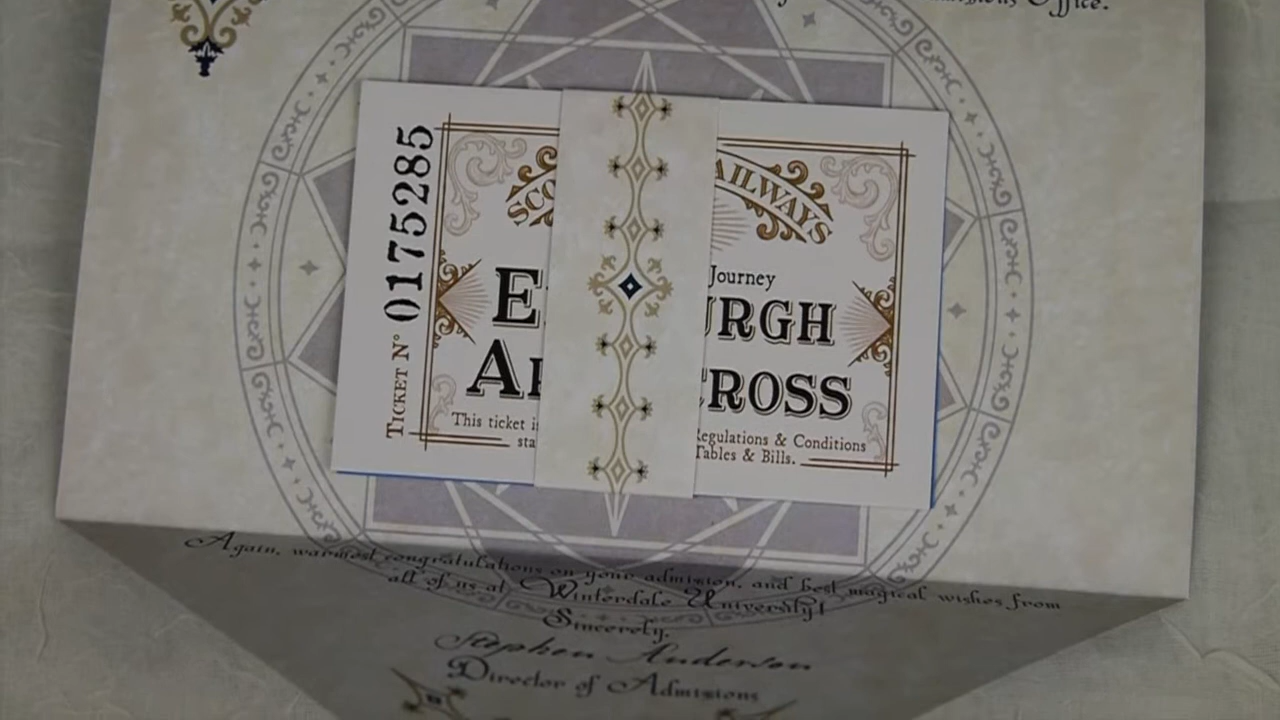 Office.
TICKET Nº 0175285
SCO AILWAYS
Journey
E URGH
A CROSS
This ticket i Regulations & Conditions
sta Tables & Bills.
Again, warmest congratulations on your admission, and best magical wishes from
all of us at Winterdale University!
Sincerely,
Stephen Anderson
Director of Admissions